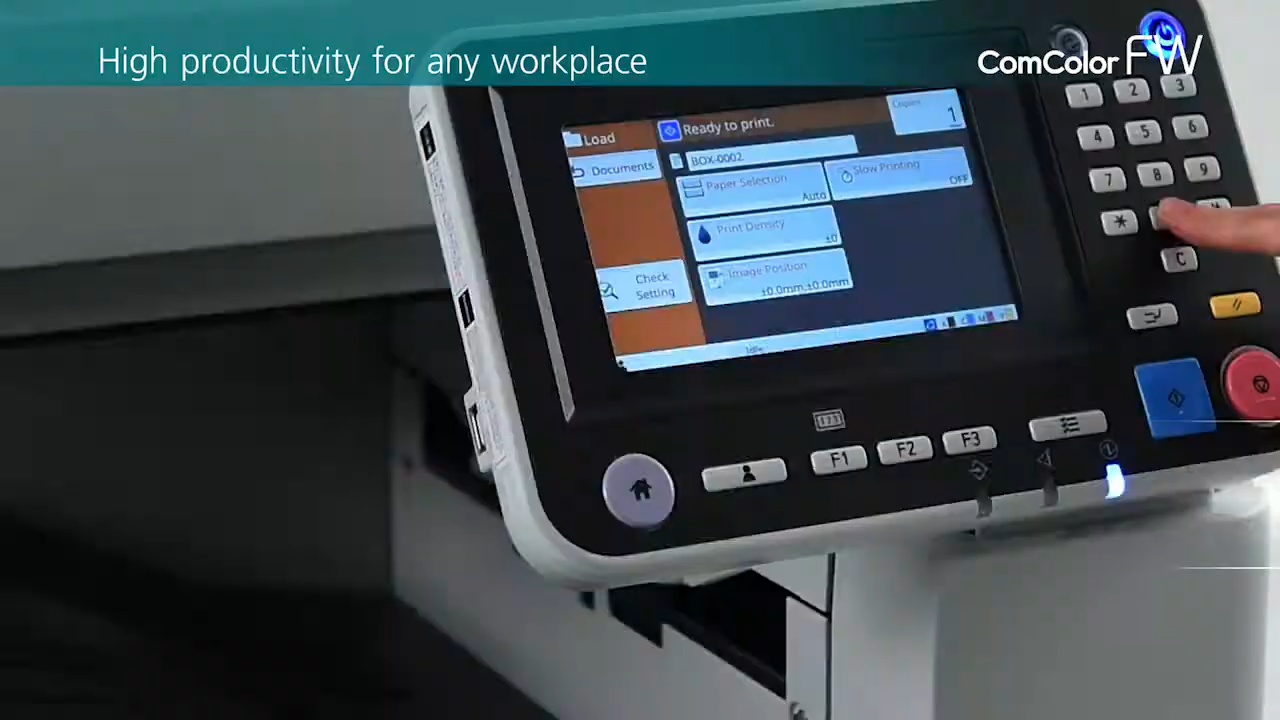 High productivity for any workplace
ComColor FW
Load
Ready to print.
Copies
1
Documents
BOX-0002
Paper Selection
Auto
Slow Printing
OFF
Print Density
±0
Check
Setting
Image Position
±0.0mm,±0.0mm
Idle
1 2 3
4 5 6
7 8 9
*
C
F1 F2 F3